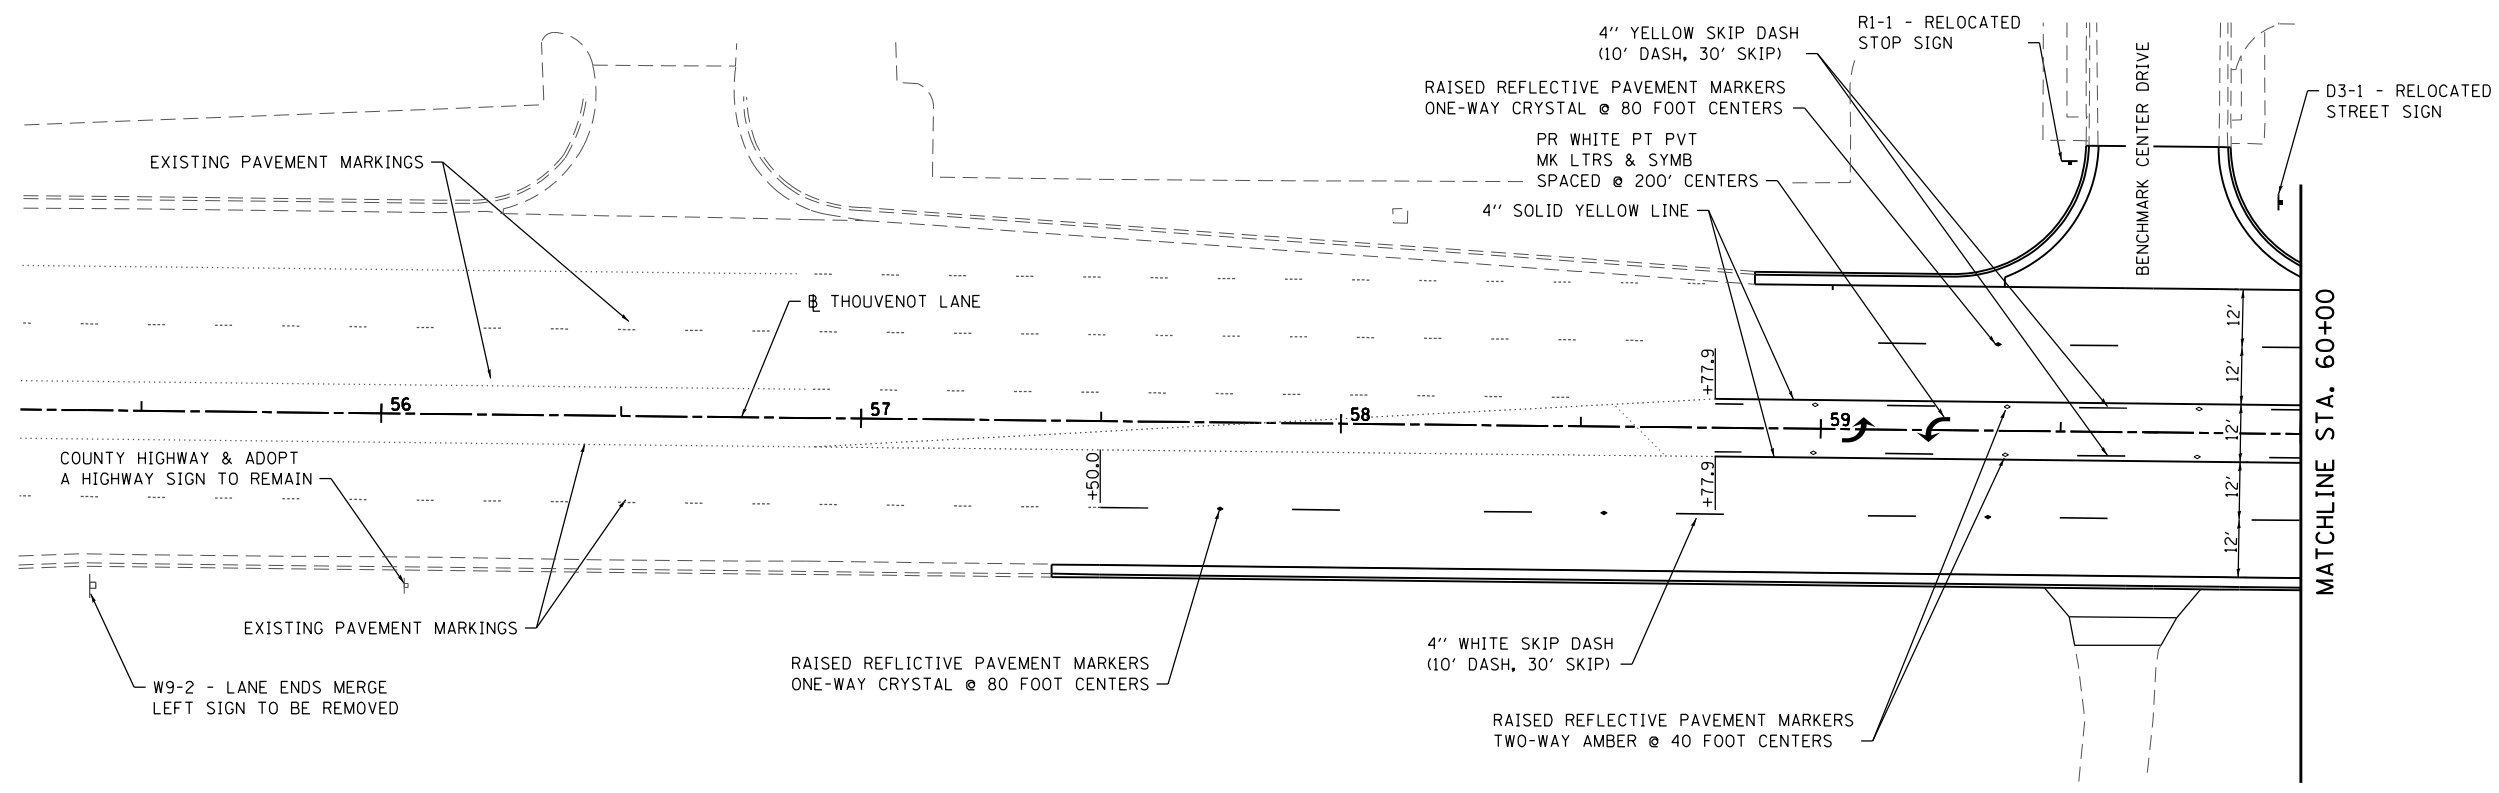 4'' YELLOW SKIP DASH
(10' DASH, 30' SKIP)
R1-1 - RELOCATED
STOP SIGN
D3-1 - RELOCATED
STREET SIGN
RAISED REFLECTIVE PAVEMENT MARKERS
ONE-WAY CRYSTAL @ 80 FOOT CENTERS
PR WHITE PT PVT
MK LTRS & SYMB
SPACED @ 200' CENTERS
4'' SOLID YELLOW LINE
BENCHMARK CENTER DRIVE
EXISTING PAVEMENT MARKINGS
B THOUVENOT LANE
56
57
58
59
+77.9
+77.9
+50.0
12'
12'
12'
12'
12'
MATCHLINE STA. 60+00
COUNTY HIGHWAY & ADOPT
A HIGHWAY SIGN TO REMAIN
EXISTING PAVEMENT MARKINGS
W9-2 - LANE ENDS MERGE
LEFT SIGN TO BE REMOVED
RAISED REFLICTIVE PAVEMENT MARKERS
ONE-WAY CRYSTAL @ 80 FOOT CENTERS
4'' WHITE SKIP DASH
(10' DASH, 30' SKIP)
RAISED REFLECTIVE PAVEMENT MARKERS
TWO-WAY AMBER @ 40 FOOT CENTERS